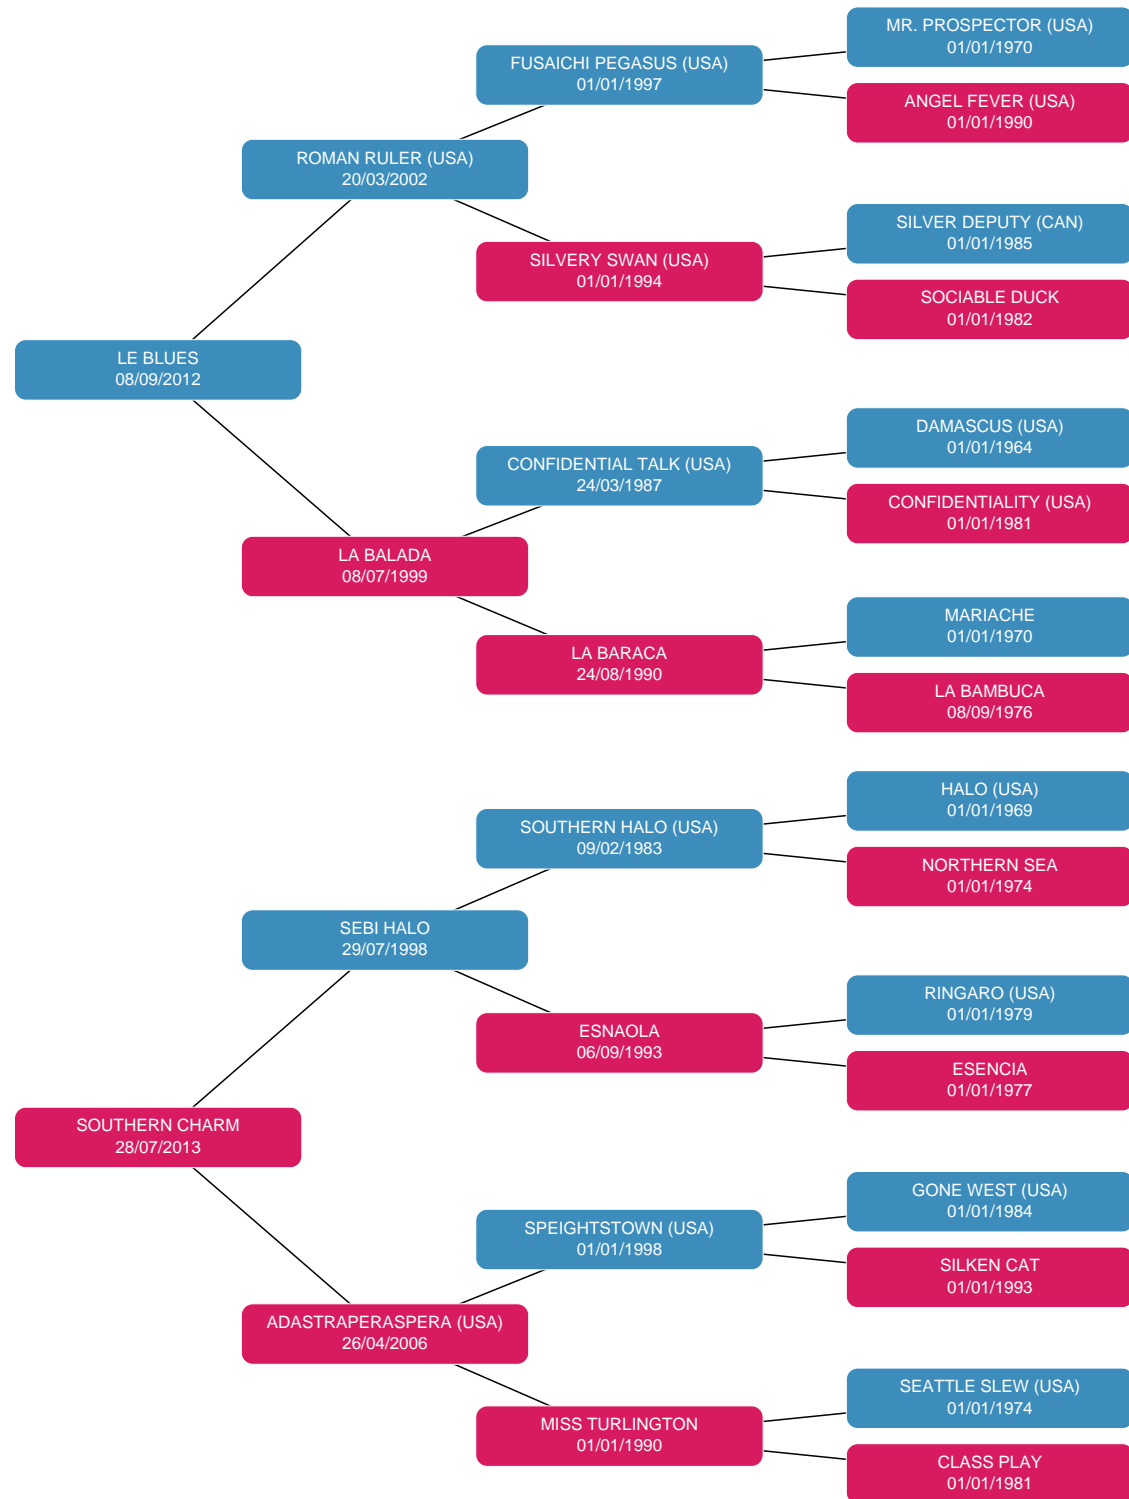 MR. PROSPECTOR (USA)
01/01/1970
FUSAICHI PEGASUS (USA)
01/01/1997
ANGEL FEVER (USA)
01/01/1990
ROMAN RULER (USA)
20/03/2002
SILVER DEPUTY (CAN)
01/01/1985
SILVERY SWAN (USA)
01/01/1994
SOCIABLE DUCK
01/01/1982
LE BLUES
08/09/2012
DAMASCUS (USA)
01/01/1964
CONFIDENTIAL TALK (USA)
24/03/1987
CONFIDENTIALITY (USA)
01/01/1981
LA BALADA
08/07/1999
MARIACHE
01/01/1970
LA BARACA
24/08/1990
LA BAMBUCA
08/09/1976
HALO (USA)
01/01/1969
SOUTHERN HALO (USA)
09/02/1983
NORTHERN SEA
01/01/1974
SEBI HALO
29/07/1998
RINGARO (USA)
01/01/1979
ESNAOLA
06/09/1993
ESENCIA
01/01/1977
SOUTHERN CHARM
28/07/2013
GONE WEST (USA)
01/01/1984
SPEIGHTSTOWN (USA)
01/01/1998
SILKEN CAT
01/01/1993
ADASTRAPERASPERA (USA)
26/04/2006
SEATTLE SLEW (USA)
01/01/1974
MISS TURLINGTON
01/01/1990
CLASS PLAY
01/01/1981